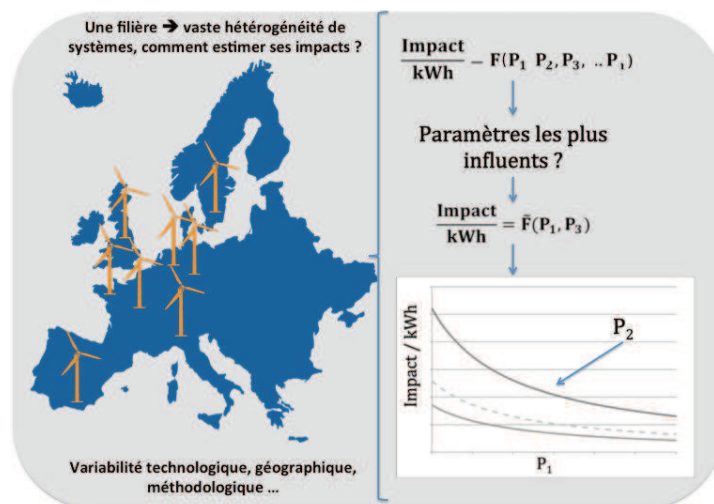 Une filière ➔ vaste hétérogénéité de
systèmes, comment estimer ses impacts ?
Variabilité technologique, géographique,
méthodologique ...
Impact
kWh
– F(P₁ P₂, P₃, .. P₁)
Paramètres les plus
influents ?
Impact
kWh
= F̄(P₁, P₃)
Impact / kWh
P₂
P₁